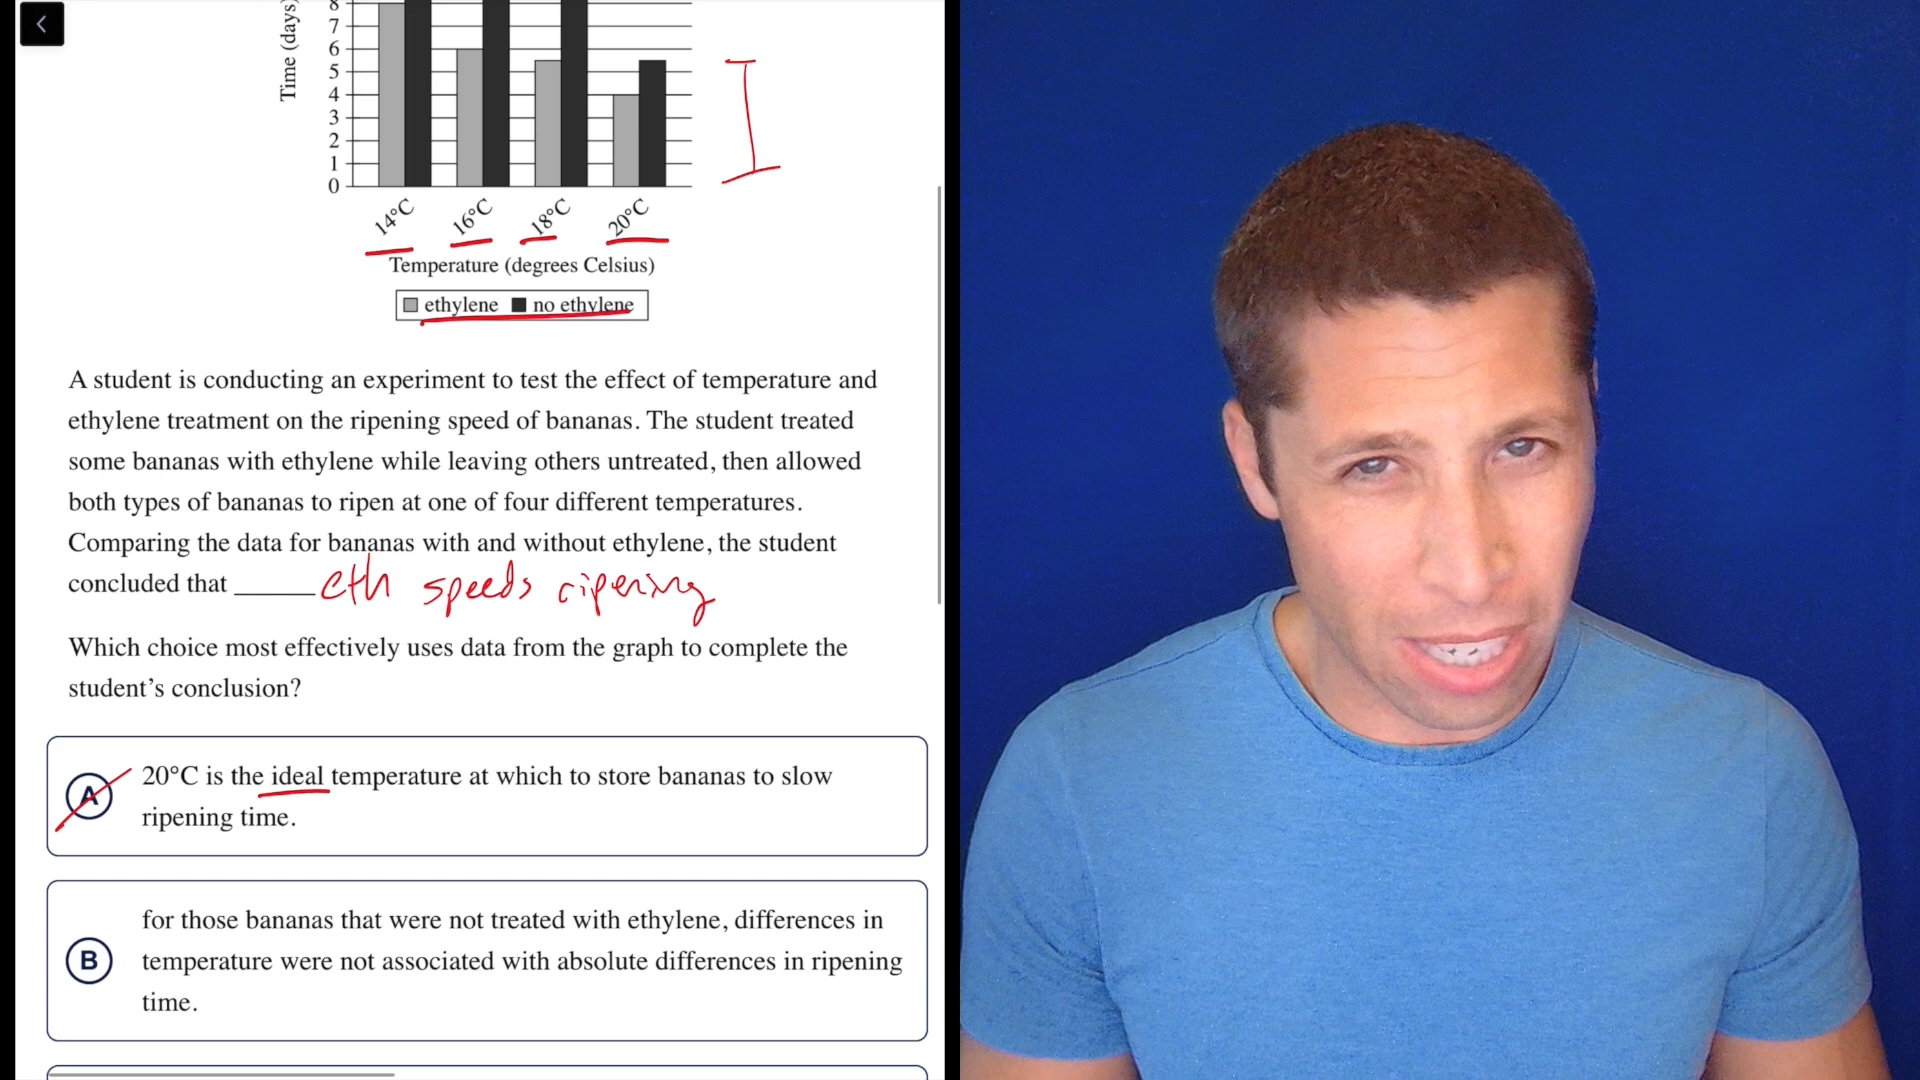 Time (days)
8
7
6
5
4
3
2
1
0
14°C 16°C 18°C 20°C
Temperature (degrees Celsius)
ethylene no ethylene
A student is conducting an experiment to test the effect of temperature and
ethylene treatment on the ripening speed of bananas. The student treated
some bananas with ethylene while leaving others untreated, then allowed
both types of bananas to ripen at one of four different temperatures.
Comparing the data for bananas with and without ethylene, the student
concluded that ______ eth speeds ripening
Which choice most effectively uses data from the graph to complete the
student's conclusion?
A 20°C is the ideal temperature at which to store bananas to slow
ripening time.
for those bananas that were not treated with ethylene, differences in
B temperature were not associated with absolute differences in ripening
time.